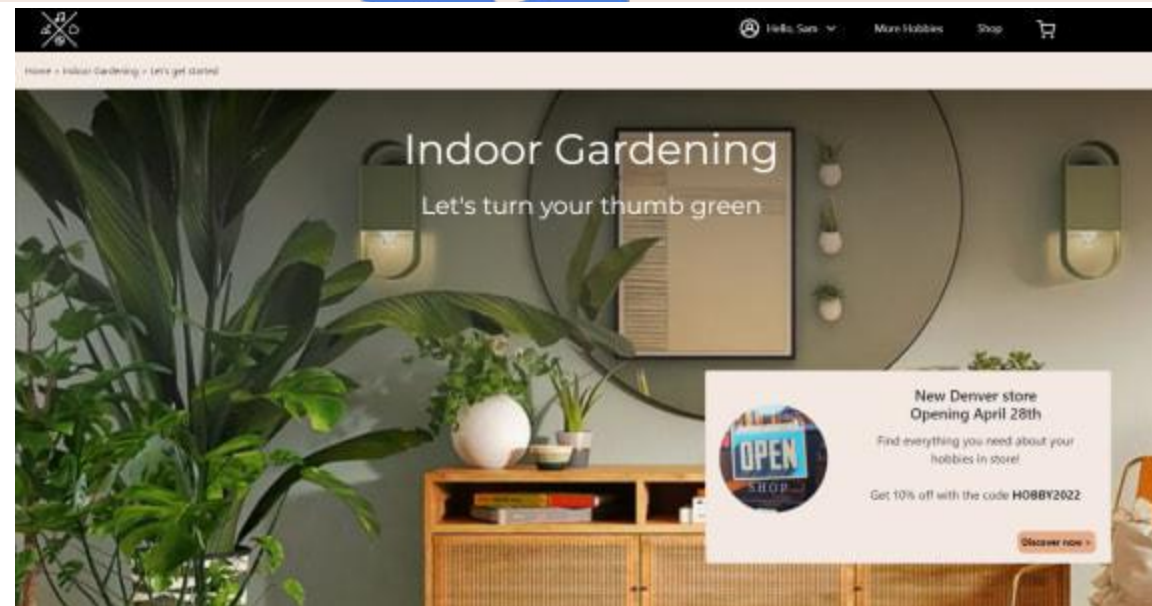 Hello, Sam
More Hobbies
Shop
Home > Indoor Gardening > Let's get started
Indoor Gardening
Let's turn your thumb green
New Denver store
Opening April 28th
Find everything you need about your
hobbies in store!
OPEN
SHOP
Get 10% off with the code HOBBY2022
Discover now >